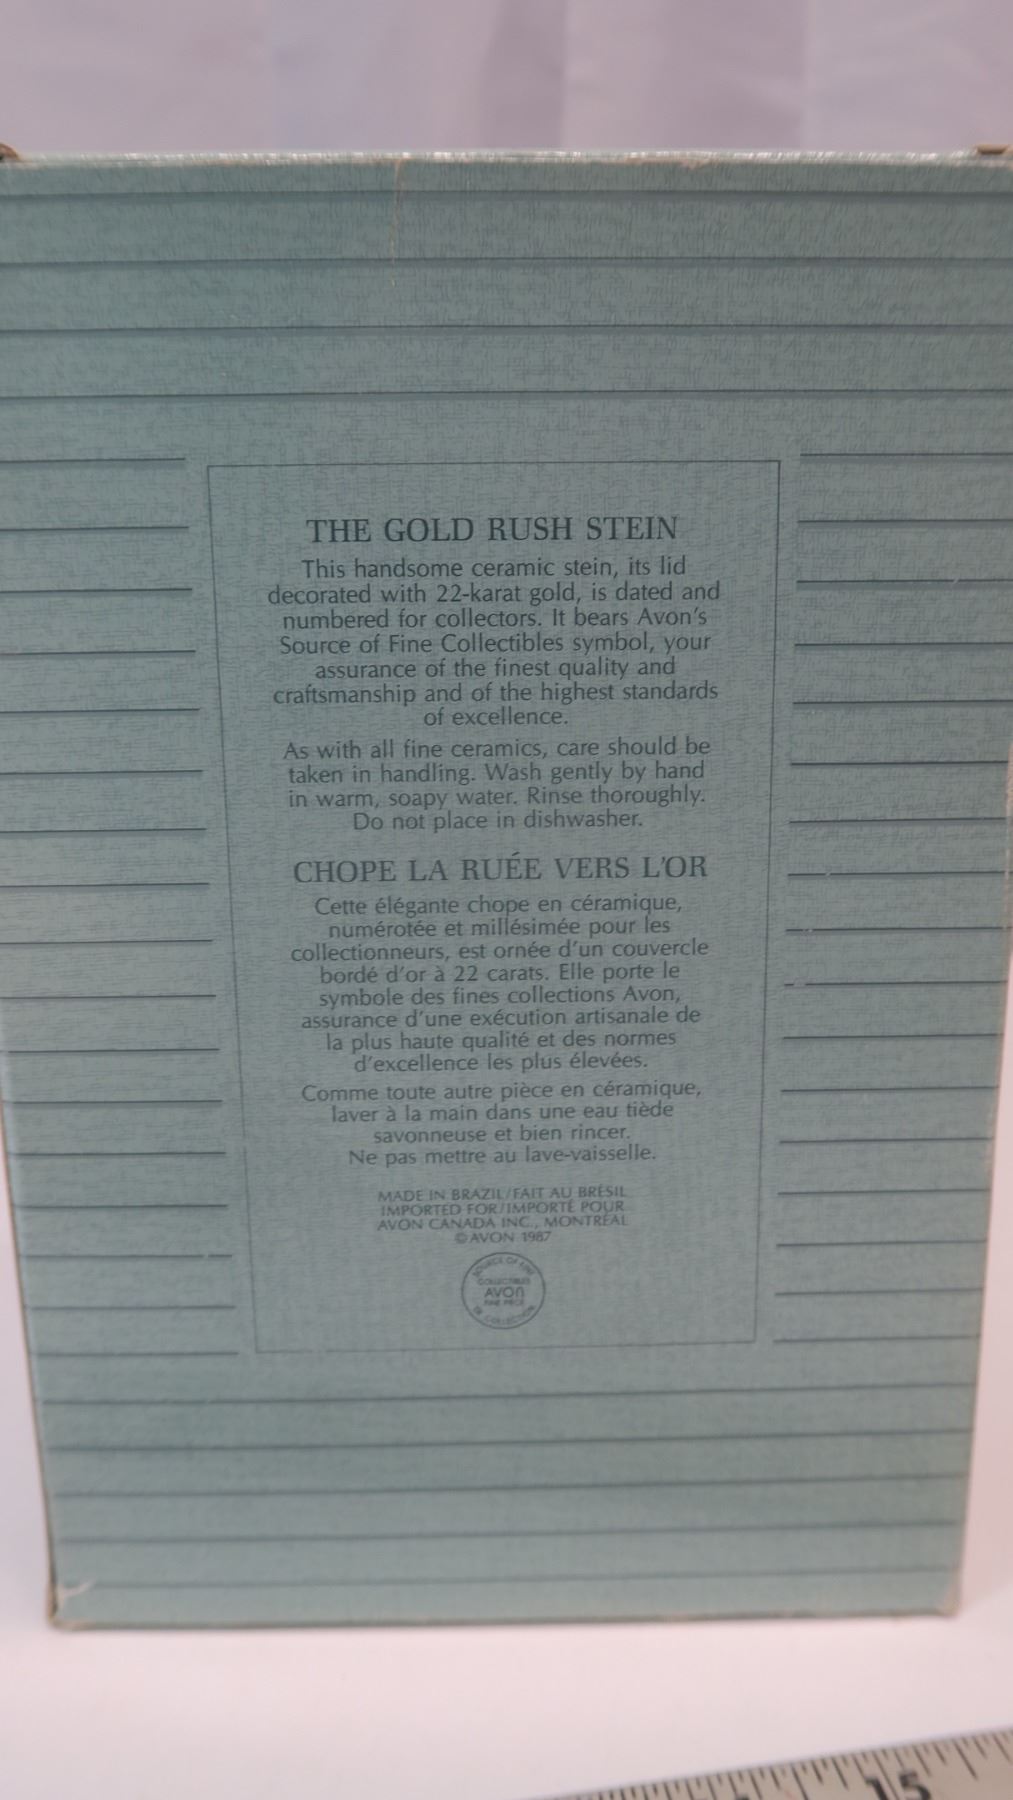 THE GOLD RUSH STEIN
This handsome ceramic stein, its lid
decorated with 22-karat gold, is dated and
numbered for collectors. It bears Avon's
Source of Fine Collectibles symbol, your
assurance of the finest quality and
craftsmanship and of the highest standards
of excellence.
As with all fine ceramics, care should be
taken in handling. Wash gently by hand
in warm, soapy water. Rinse thoroughly.
Do not place in dishwasher.
CHOPE LA RUÉE VERS L'OR
Cette élégante chope en céramique,
numérotée et millésimée pour les
collectionneurs, est ornée d'un couvercle
bordé d'or à 22 carats. Elle porte le
symbole des fines collections Avon,
assurance d'une exécution artisanale de
la plus haute qualité et des normes
d'excellence les plus élevées.
Comme toute autre pièce en céramique,
laver à la main dans une eau tiède
savonneuse et bien rincer.
Ne pas mettre au lave-vaisselle.
MADE IN BRAZIL/FAIT AU BRÉSIL
IMPORTED FOR/IMPORTÉ POUR
AVON CANADA INC., MONTRÉAL
© AVON 1987
SOURCE OF FINE
COLLECTIBLES
AVON
FINE PIÈCE
DE COLLECTION
15